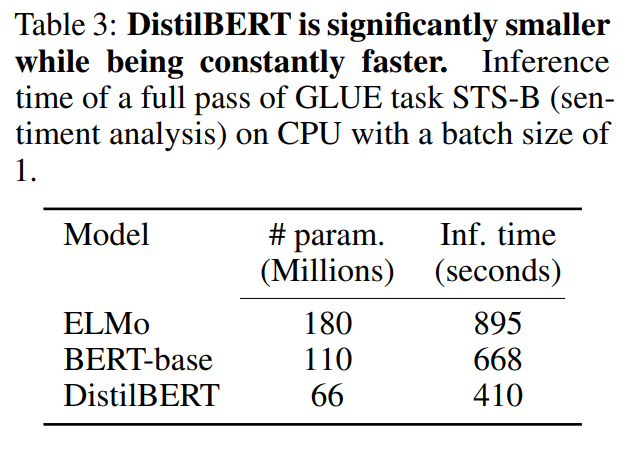 Table 3: DistilBERT is significantly smaller
while being constantly faster. Inference
time of a full pass of GLUE task STS-B (sen-
timent analysis) on CPU with a batch size of
1.
Model # param. Inf. time
(Millions) (seconds)
ELMo 180 895
BERT-base 110 668
DistilBERT 66 410